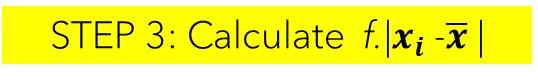 STEP 3: Calculate f.|xᵢ -x̅ |